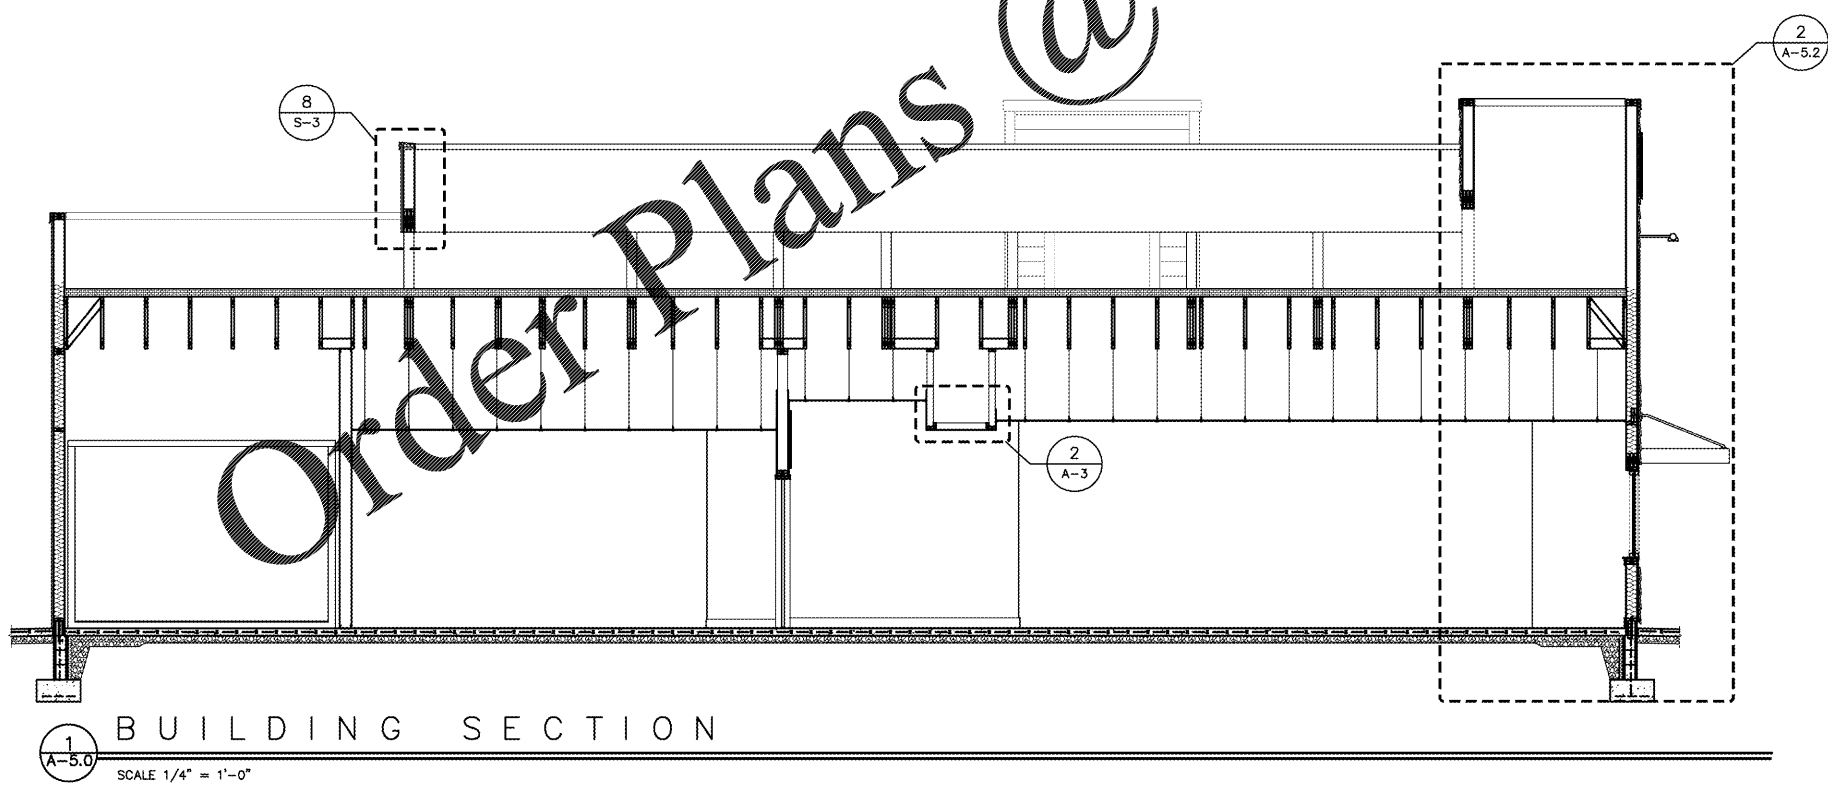 2
A-5.2
8
S-3
Order Plans @
2
A-3
BUILDING SECTION
1
A-5.0
SCALE 1/4" = 1'-0"